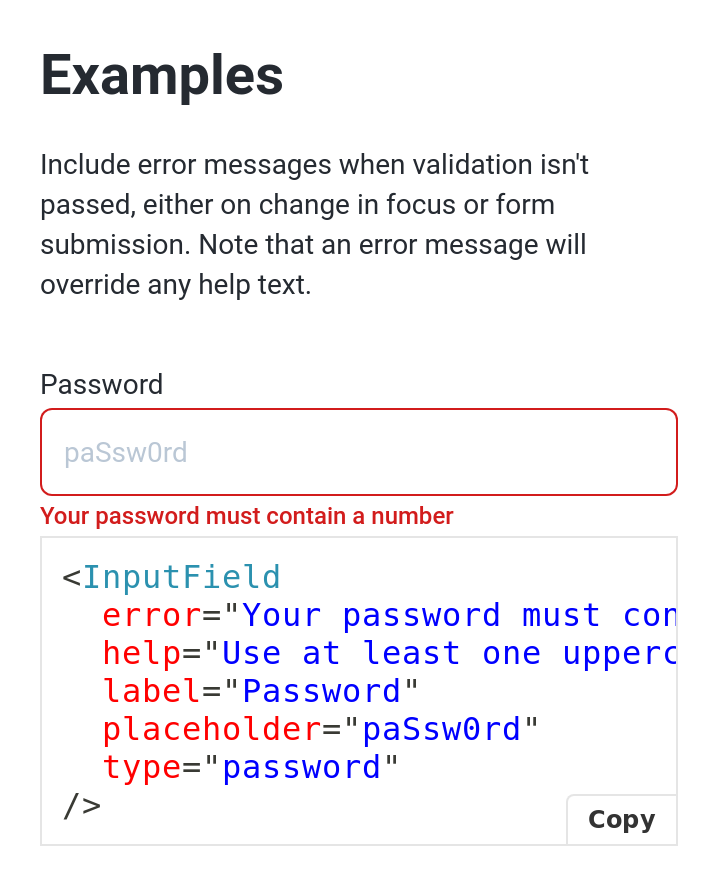 Examples
Include error messages when validation isn't
passed, either on change in focus or form
submission. Note that an error message will
override any help text.
Password
paSsw0rd
Your password must contain a number
<InputField
  error="Your password must con
  help="Use at least one upperc
  label="Password"
  placeholder="paSsw0rd"
  type="password"
/>
Copy